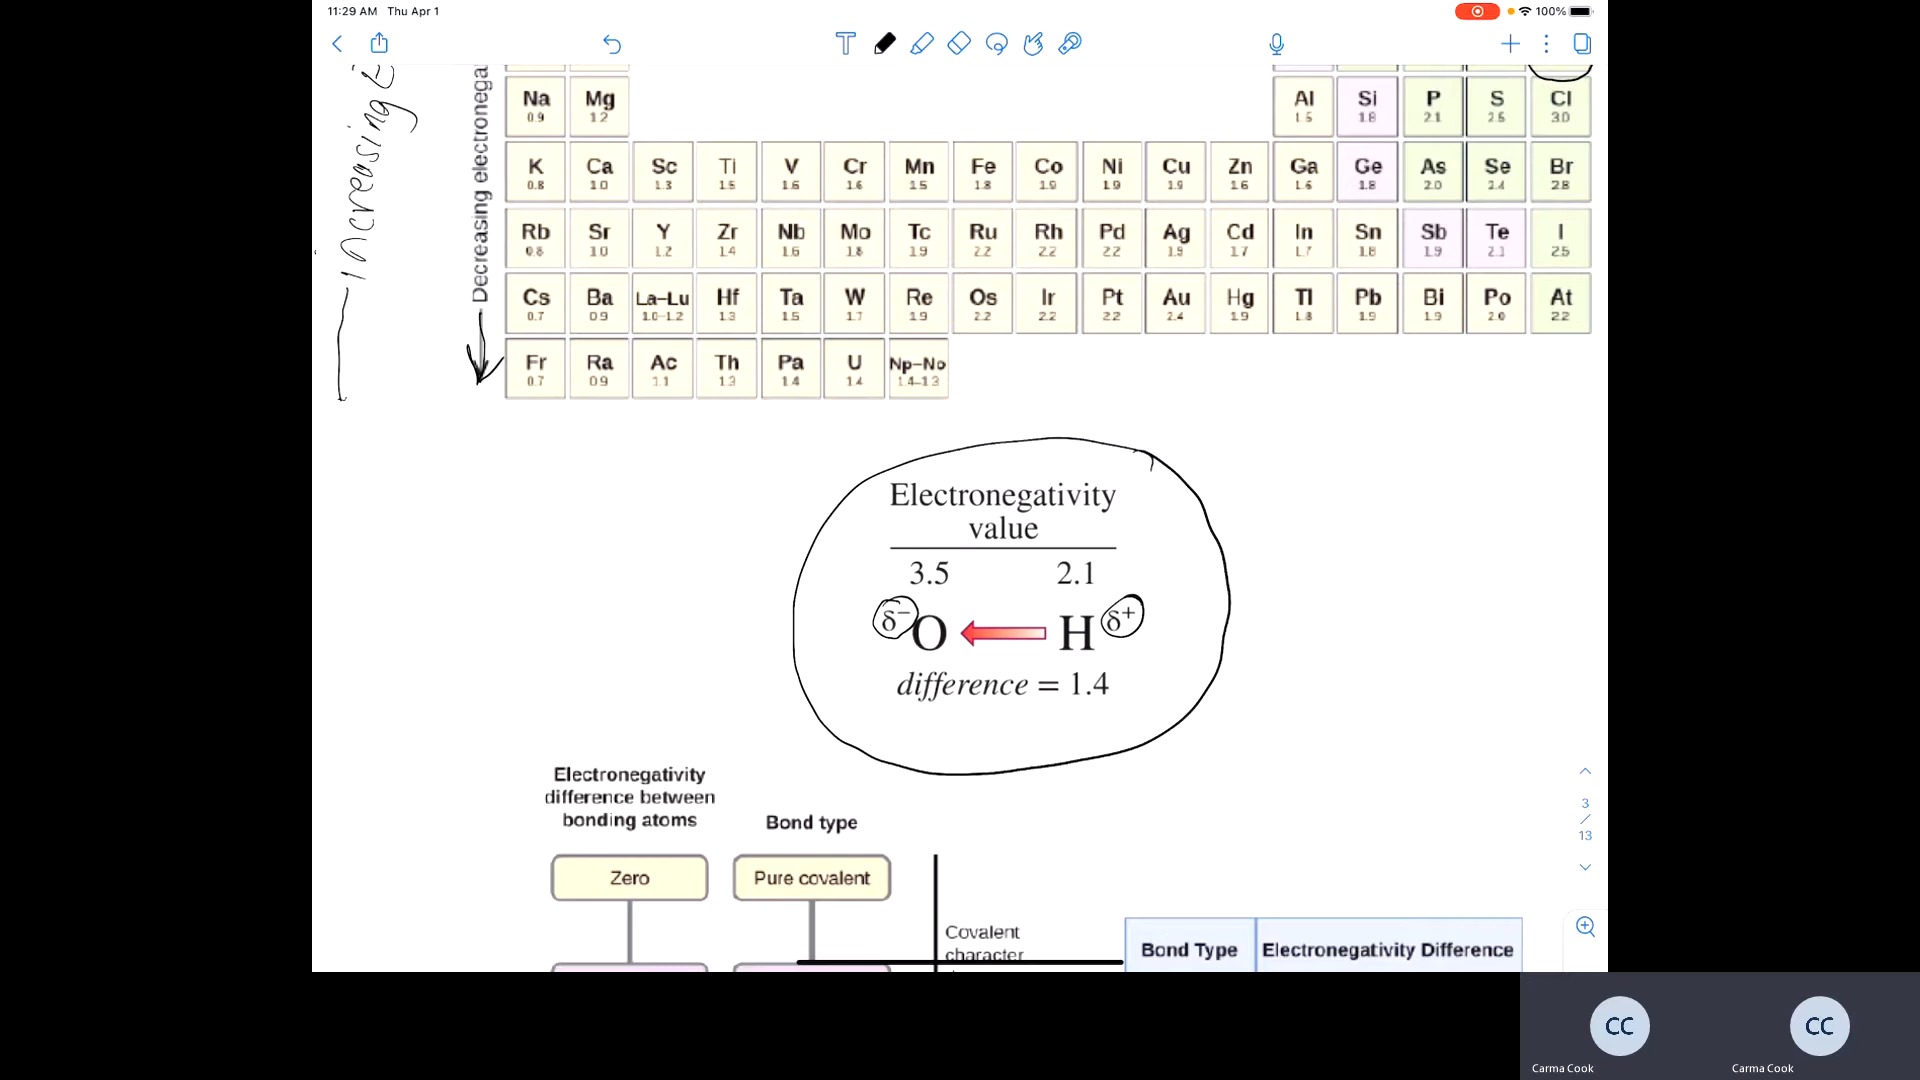 11:29 AM Thu Apr 1
100%
Increasing E
Decreasing electronegat
Na Mg Al Si P S Cl
0.9 1.2 1.5 1.8 2.1 2.5 3.0
K Ca Sc Ti V Cr Mn Fe Co Ni Cu Zn Ga Ge As Se Br
0.8 1.0 1.3 1.5 1.6 1.6 1.5 1.8 1.9 1.9 1.9 1.6 1.6 1.8 2.0 2.4 2.8
Rb Sr Y Zr Nb Mo Tc Ru Rh Pd Ag Cd In Sn Sb Te I
0.8 1.0 1.2 1.4 1.6 1.8 1.9 2.2 2.2 2.2 1.9 1.7 1.7 1.8 1.9 2.1 2.5
Cs Ba La–Lu Hf Ta W Re Os Ir Pt Au Hg Tl Pb Bi Po At
0.7 0.9 1.0–1.2 1.3 1.5 1.7 1.9 2.2 2.2 2.2 2.4 1.9 1.8 1.9 1.9 2.0 2.2
Fr Ra Ac Th Pa U Np–No
0.7 0.9 1.1 1.3 1.4 1.4 1.4–1.3
Electronegativity
value
3.5 2.1
δ− O H δ+
difference = 1.4
Electronegativity
difference between
bonding atoms
Bond type
Zero
Pure covalent
Covalent
character
Bond Type Electronegativity Difference
3
/
13
CC CC
Carma Cook Carma Cook